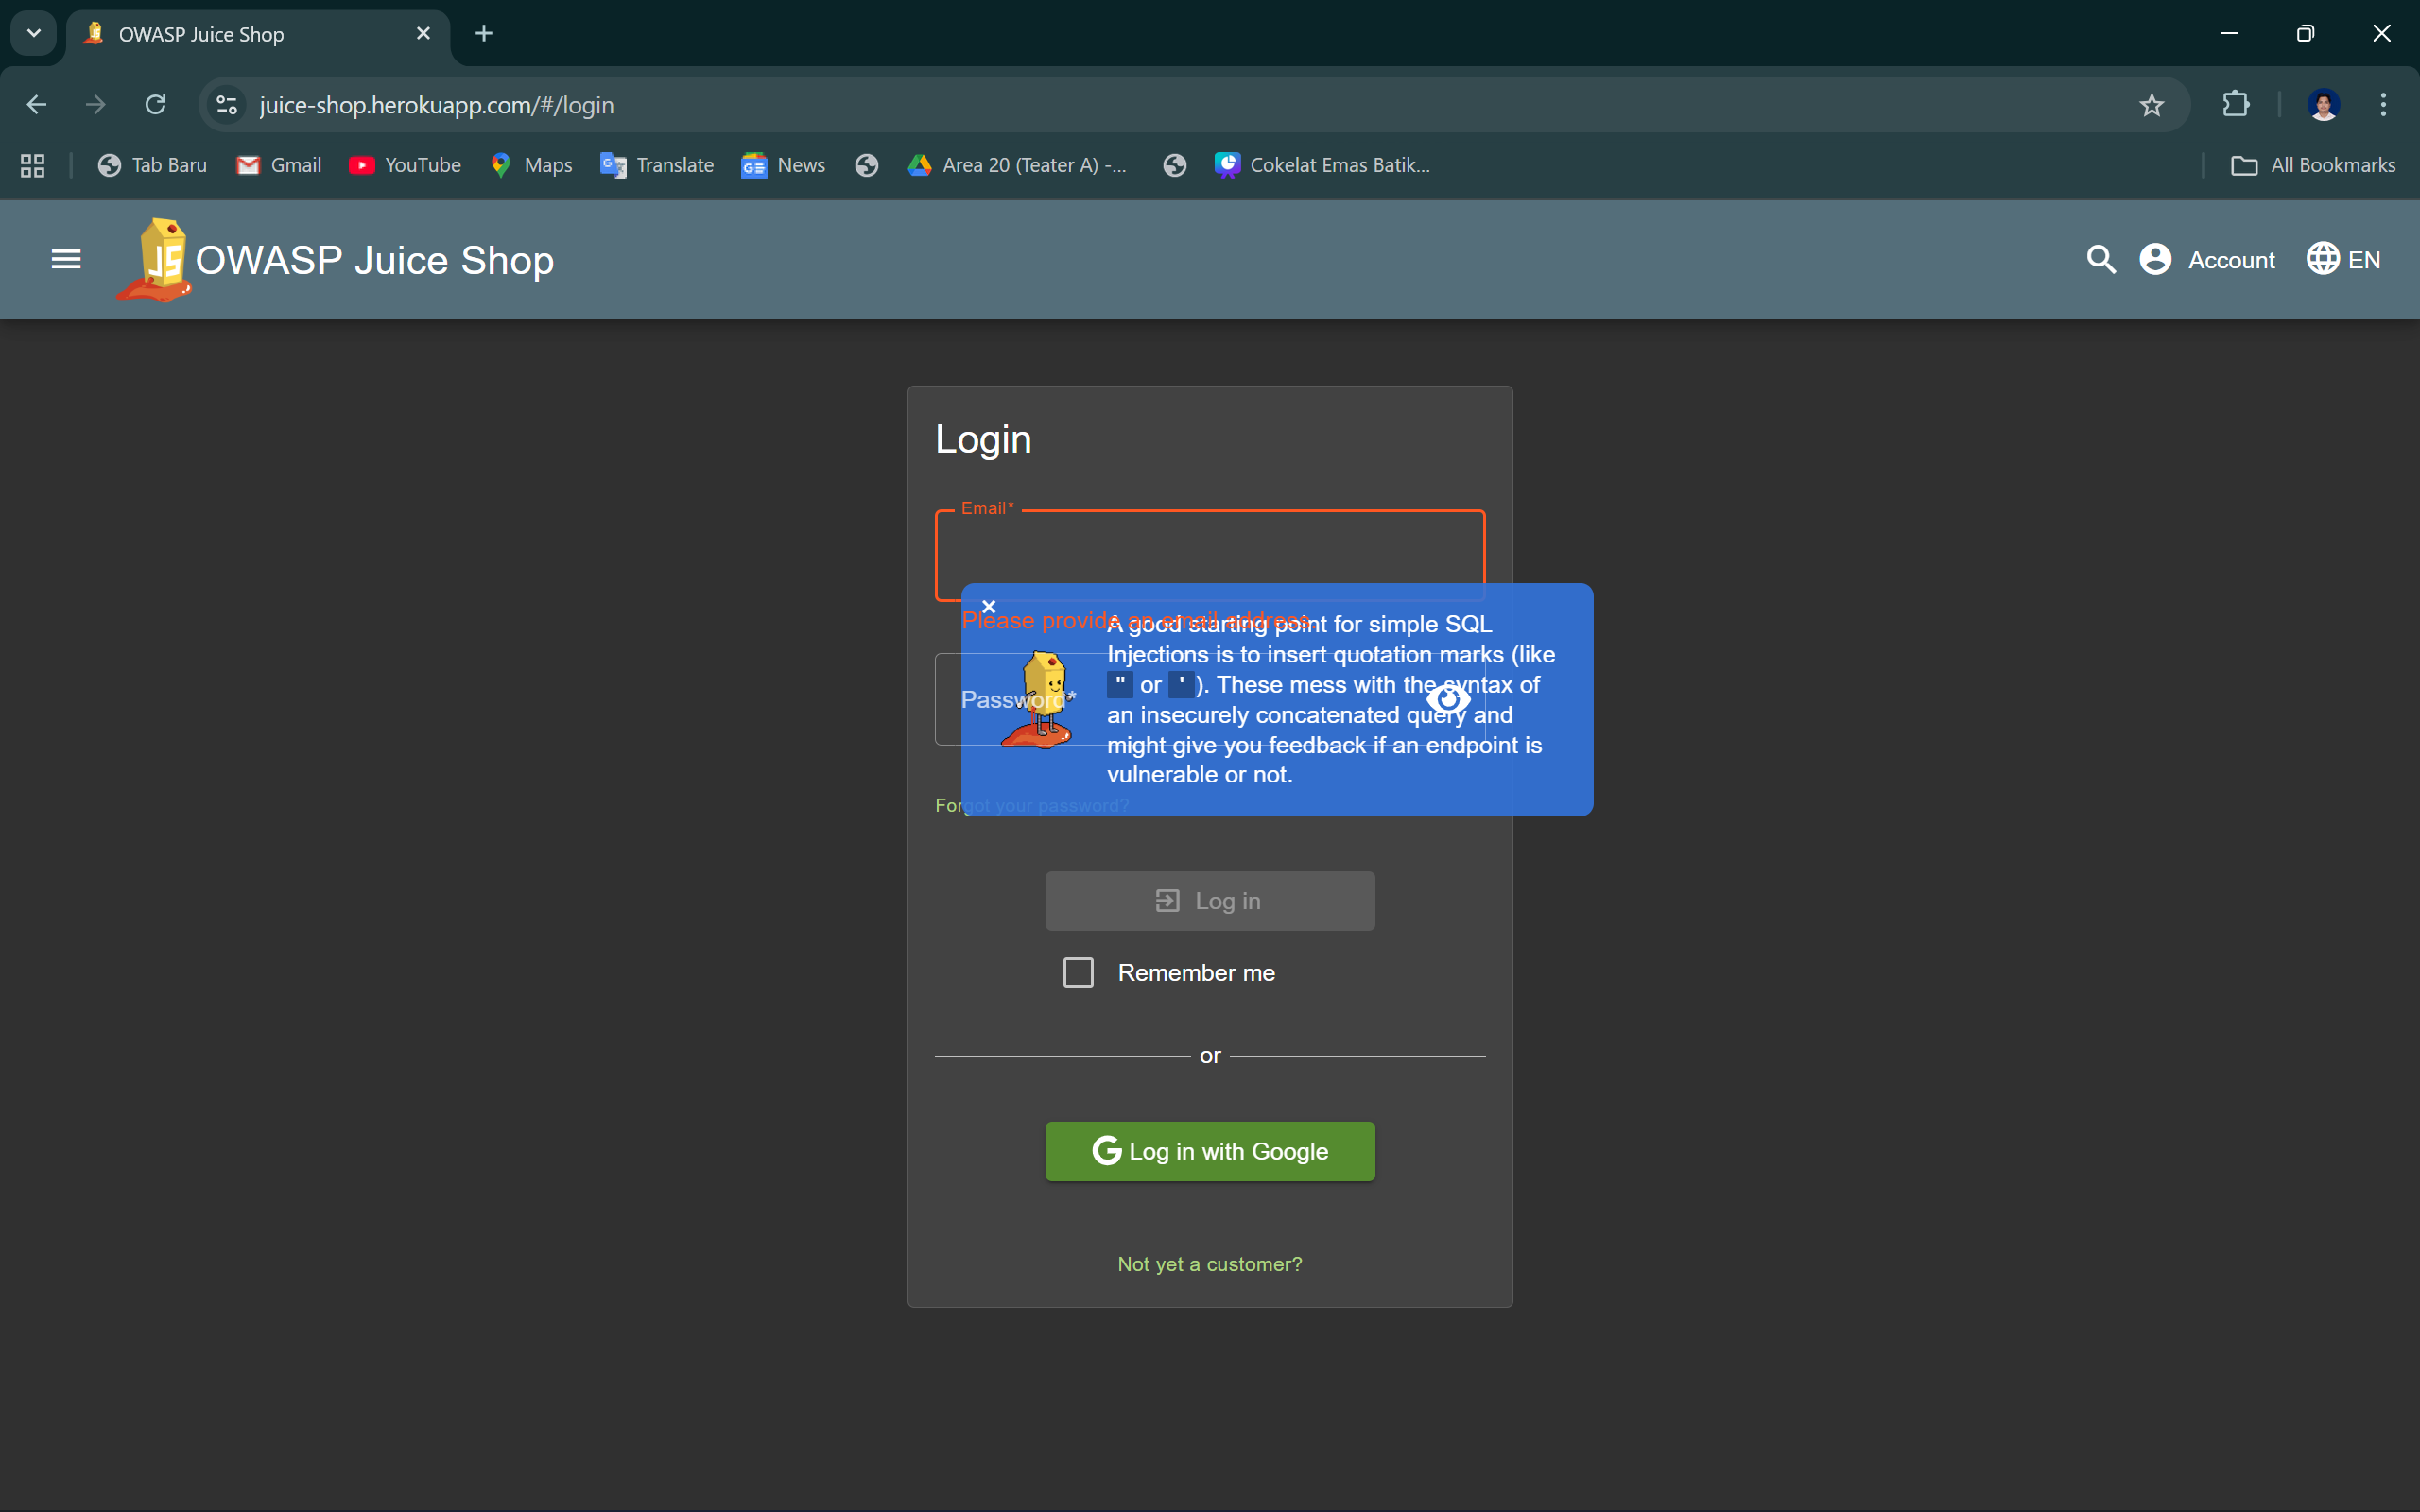 OWASP Juice Shop
juice-shop.herokuapp.com/#/login
Tab Baru Gmail YouTube Maps Translate News Area 20 (Teater A) -... Cokelat Emas Batik... All Bookmarks
JS OWASP Juice Shop Account EN
Login
Email*
Please provide an email address.
A good starting point for simple SQL
Injections is to insert quotation marks (like
" or '). These mess with the syntax of
an insecurely concatenated query and
might give you feedback if an endpoint is
vulnerable or not.
Password*
Forgot your password?
Log in
Remember me
or
G Log in with Google
Not yet a customer?